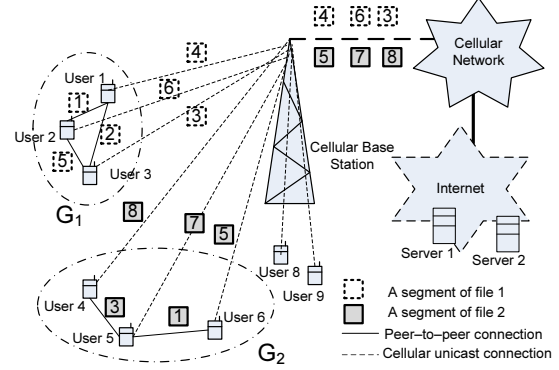 4 6 3
5 7 8
Cellular
Network
4
6
3
User 1
1
User 2
2
5
User 3
G1
Cellular Base
Station
Internet
Server 1
Server 2
8
7
5
User 8
User 9
User 4
3
User 5
1
User 6
G2
A segment of file 1
A segment of file 2
Peer–to–peer connection
Cellular unicast connection